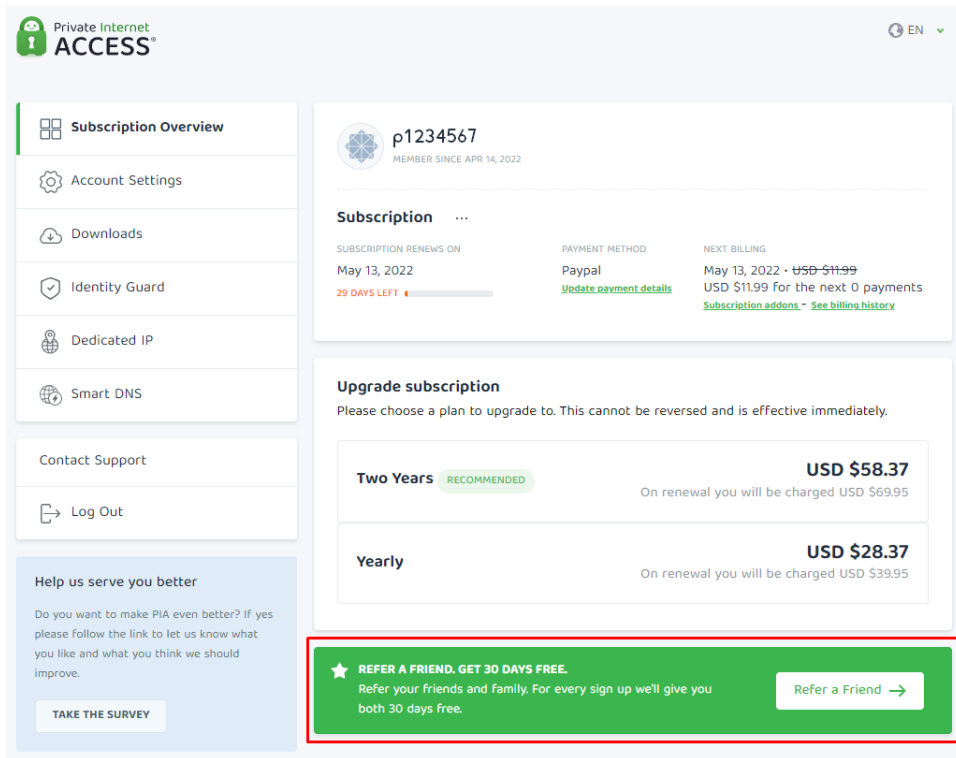 Private Internet
ACCESS®
EN
Subscription Overview
Account Settings
Downloads
Identity Guard
Dedicated IP
Smart DNS
Contact Support
Log Out
Help us serve you better
Do you want to make PIA even better? If yes
please follow the link to let us know what
you like and what you think we should
improve.
TAKE THE SURVEY
p1234567
MEMBER SINCE APR 14, 2022
Subscription ...
SUBSCRIPTION RENEWS ON
May 13, 2022
29 DAYS LEFT
PAYMENT METHOD
Paypal
Update payment details
NEXT BILLING
May 13, 2022 • USD $11.99
USD $11.99 for the next 0 payments
Subscription addons - See billing history
Upgrade subscription
Please choose a plan to upgrade to. This cannot be reversed and is effective immediately.
Two Years RECOMMENDED
USD $58.37
On renewal you will be charged USD $69.95
Yearly
USD $28.37
On renewal you will be charged USD $39.95
REFER A FRIEND. GET 30 DAYS FREE.
Refer your friends and family. For every sign up we'll give you
both 30 days free.
Refer a Friend